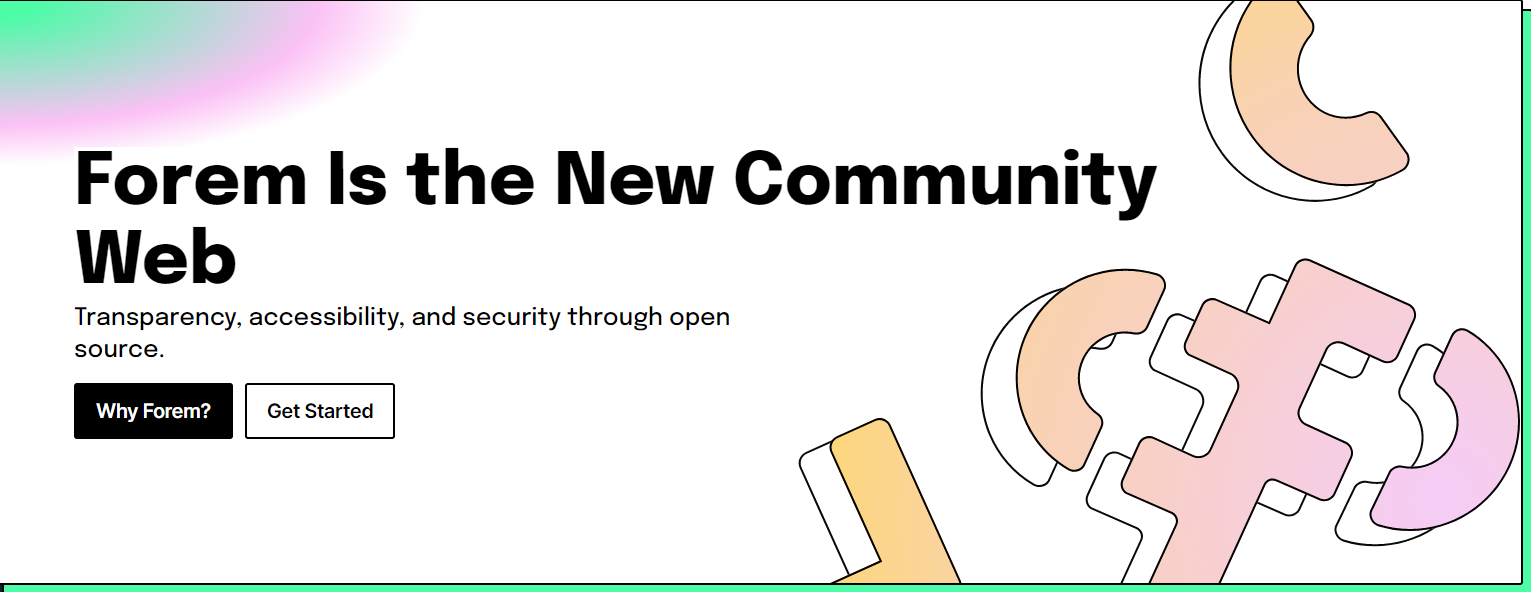 Forem Is the New Community
Web
Transparency, accessibility, and security through open
source.
Why Forem?
Get Started